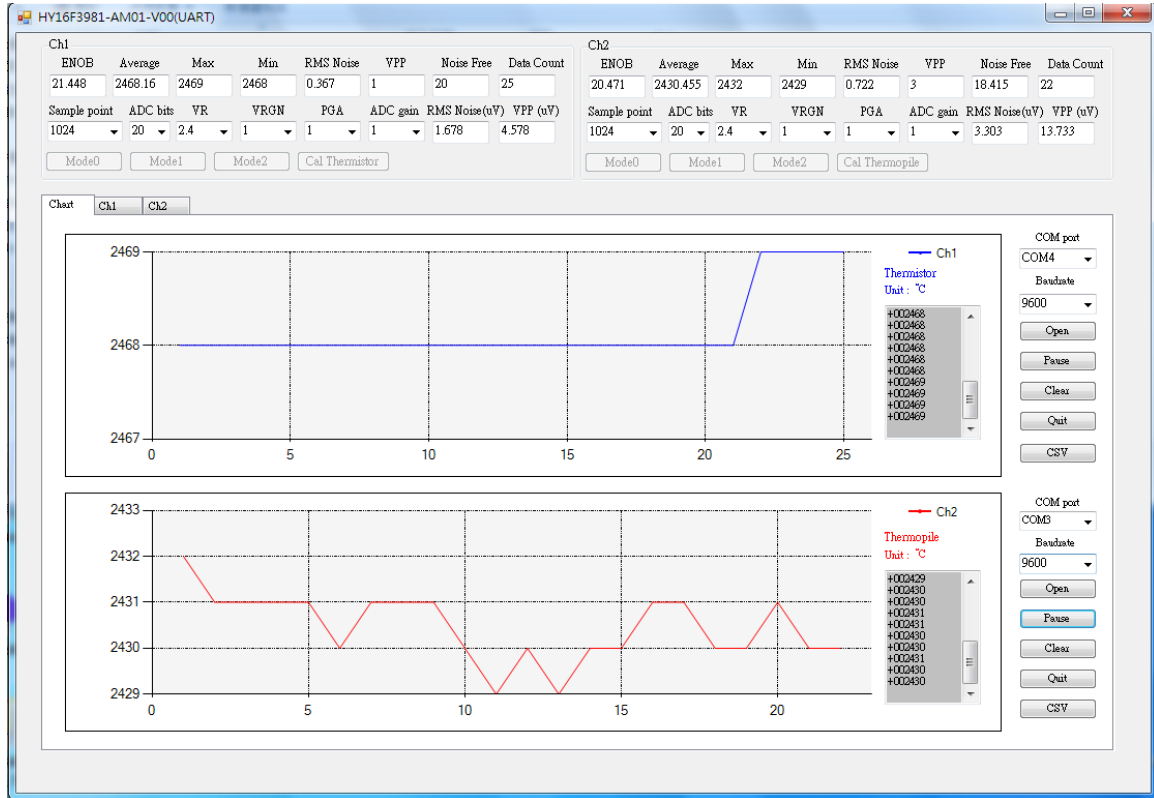 HY16F3981-AM01-V00(UART)
Ch1
ENOB Average Max Min RMS Noise VPP Noise Free Data Count
21.448 2468.16 2469 2468 0.367 1 20 25
Sample point ADC bits VR VRGN PGA ADC gain RMS Noise(uV) VPP (uV)
1024 20 2.4 1 1 1 1.678 4.578
Mode0 Mode1 Mode2 Cal Thermistor
Ch2
ENOB Average Max Min RMS Noise VPP Noise Free Data Count
20.471 2430.455 2432 2429 0.722 3 18.415 22
Sample point ADC bits VR VRGN PGA ADC gain RMS Noise(uV) VPP (uV)
1024 20 2.4 1 1 1 3.303 13.733
Mode0 Mode1 Mode2 Cal Thermopile
Chart Ch1 Ch2
2469
2468
2467
0 5 10 15 20 25
Ch1
Thermistor
Unit : ℃
+002468
+002468
+002468
+002468
+002468
+002468
+002469
+002469
+002469
+002469
COM port
COM4
Baudrate
9600
Open
Pause
Clear
Quit
CSV
2433
2432
2431
2430
2429
0 5 10 15 20
Ch2
Thermopile
Unit : ℃
+002429
+002430
+002430
+002431
+002431
+002430
+002430
+002431
+002430
+002430
COM port
COM3
Baudrate
9600
Open
Pause
Clear
Quit
CSV